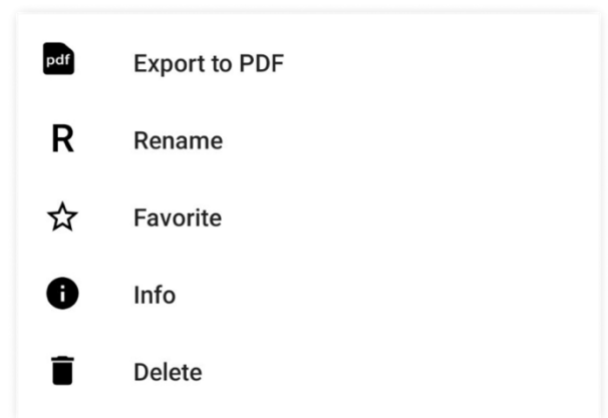 pdf Export to PDF
R Rename
Favorite
i Info
Delete